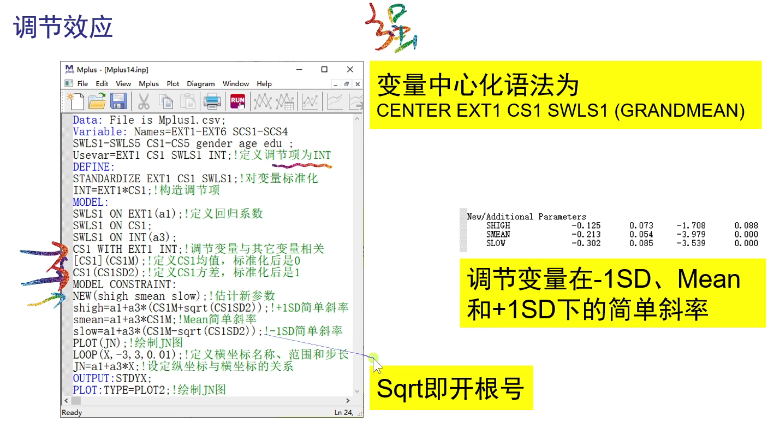 调节效应
强
Mplus - [Mplus14.inp]
File Edit View Mplus Plot Diagram Window Help
RUN
Data: File is Mplus1.csv;
Variable: Names=EXT1-EXT6 SCS1-SCS4
SWLS1-SWLS5 CS1-CS5 gender age edu ;
Usevar=EXT1 CS1 SWLS1 INT;!定义调节项为INT
DEFINE:
STANDARDIZE EXT1 CS1 SWLS1;!对变量标准化
INT=EXT1*CS1;!构造调节项
MODEL:
SWLS1 ON EXT1(a1);!定义回归系数
SWLS1 ON CS1;
SWLS1 ON INT(a3);
CS1 WITH EXT1 INT;!调节变量与其它变量相关
[CS1](CS1M);!定义CS1均值，标准化后是0
CS1(CS1SD2);!定义CS1方差，标准化后是1
MODEL CONSTRAINT:
NEW(shigh smean slow);!估计新参数
shigh=a1+a3*(CS1M+sqrt(CS1SD2));!+1SD简单斜率
smean=a1+a3*CS1M;!Mean简单斜率
slow=a1+a3*(CS1M-sqrt(CS1SD2));!-1SD简单斜率
PLOT(JN);!绘制JN图
LOOP(X,-3,3,0.01);!定义横坐标名称、范围和步长
JN=a1+a3*X;!设定纵坐标与横坐标的关系
OUTPUT:STDYX;
PLOT:TYPE=PLOT2;!绘制JN图
Ready
Ln 24,
变量中心化语法为
CENTER EXT1 CS1 SWLS1 (GRANDMEAN)
New/Additional Parameters
SHIGH -0.125 0.073 -1.708 0.088
SMEAN -0.213 0.054 -3.979 0.000
SLOW -0.302 0.085 -3.539 0.000
调节变量在-1SD、Mean
和+1SD下的简单斜率
Sqrt即开根号